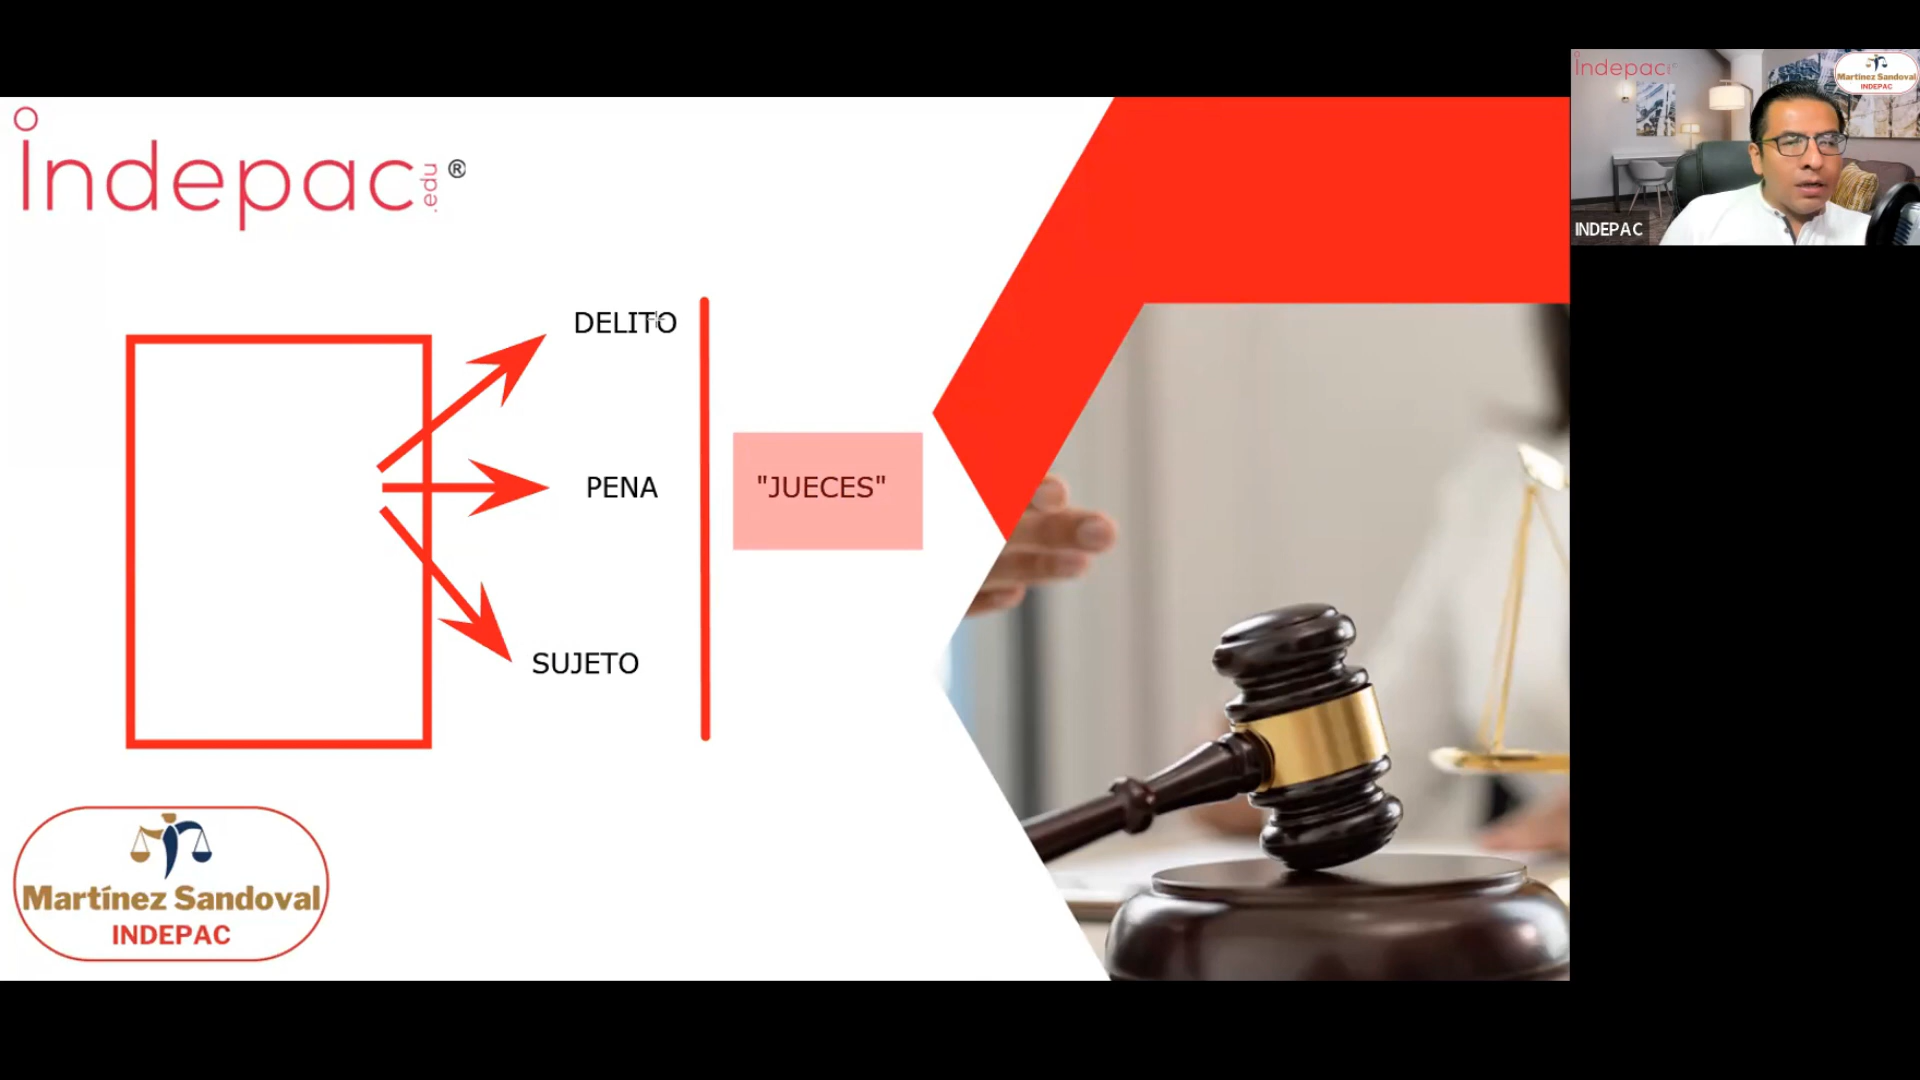 indepac.edu®
DELITO
PENA
"JUECES"
SUJETO
Martínez Sandoval
INDEPAC
indepac
Martínez Sandoval
INDEPAC
INDEPAC